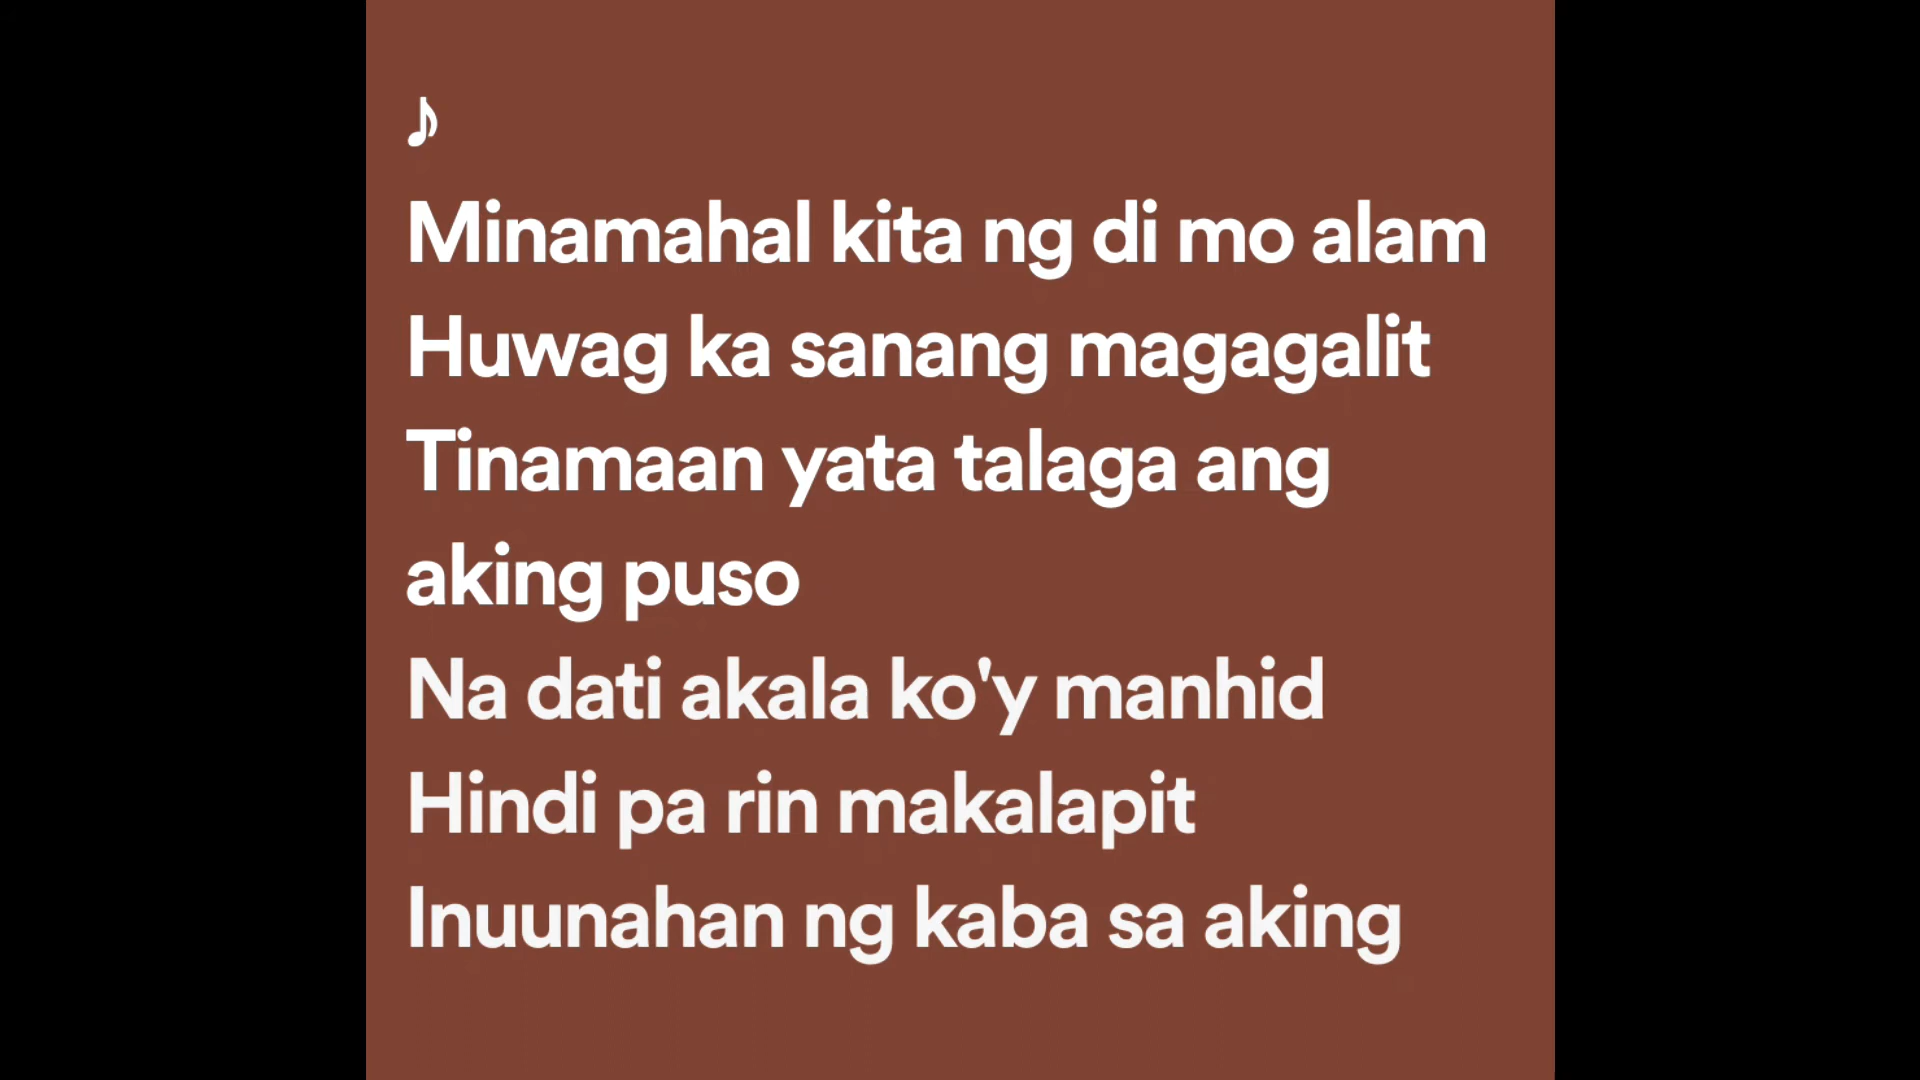 ♪
Minamahal kita ng di mo alam
Huwag ka sanang magagalit
Tinamaan yata talaga ang
aking puso
Na dati akala ko'y manhid
Hindi pa rin makalapit
Inuunahan ng kaba sa aking